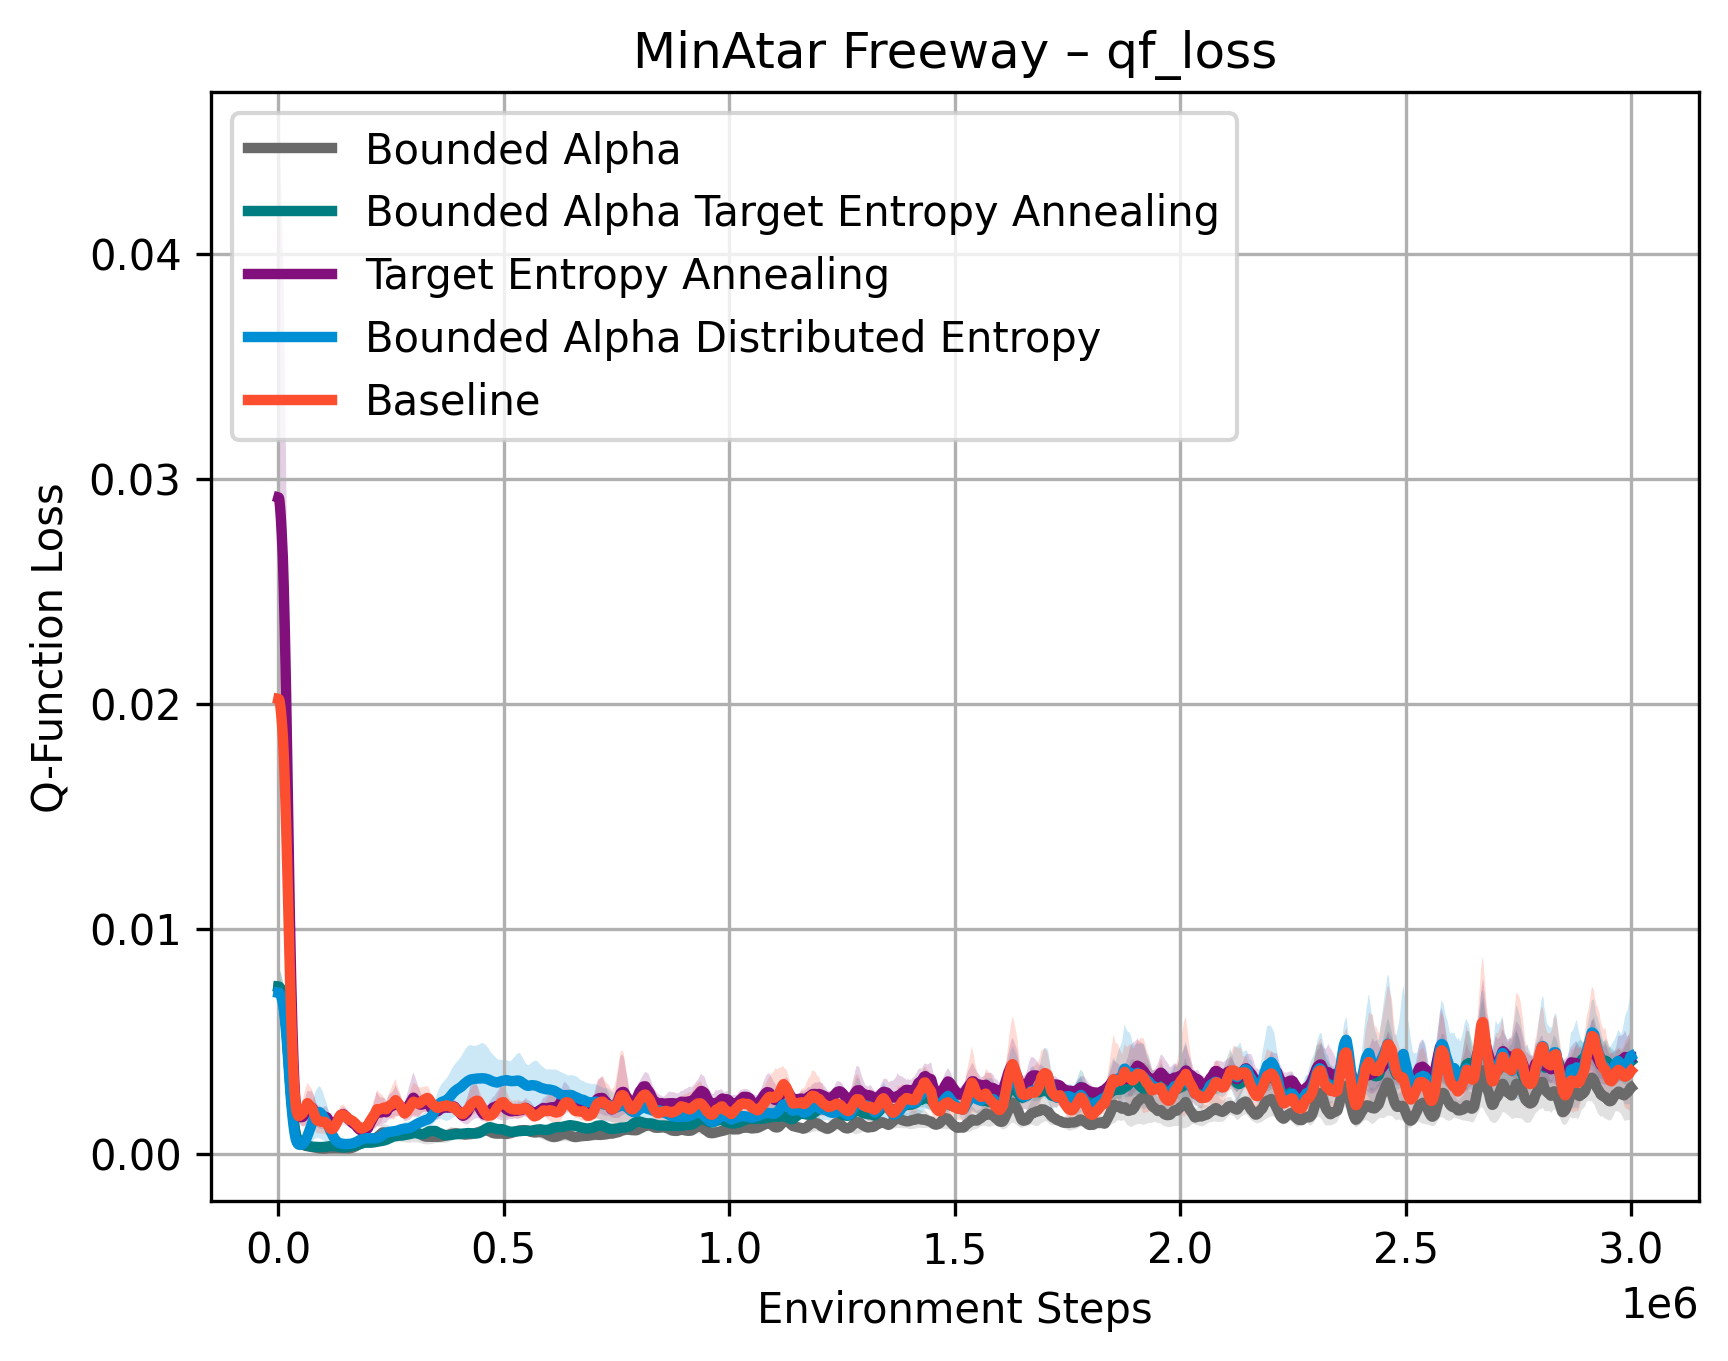 MinAtar Freeway – qf_loss
Bounded Alpha
Bounded Alpha Target Entropy Annealing
Target Entropy Annealing
Bounded Alpha Distributed Entropy
Baseline
Q-Function Loss
0.04
0.03
0.02
0.01
0.00
0.0 0.5 1.0 1.5 2.0 2.5 3.0
1e6
Environment Steps